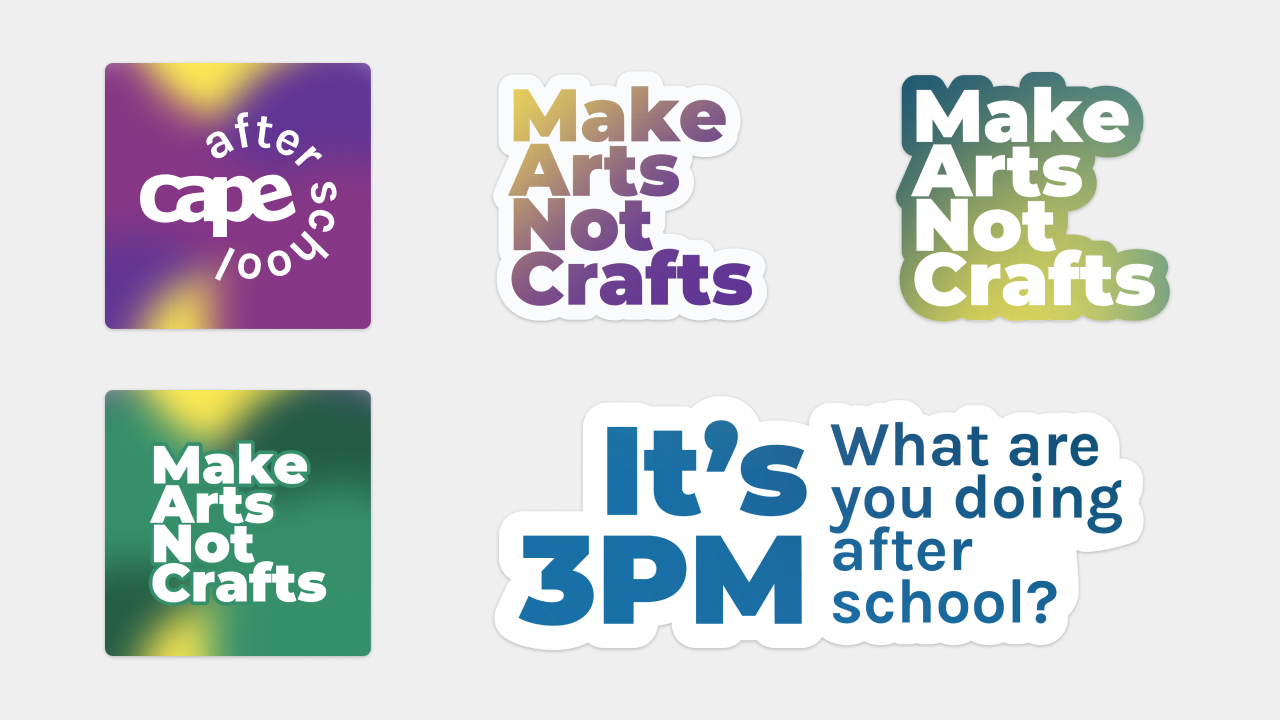 cape after school
Make
Arts
Not
Crafts
Make
Arts
Not
Crafts
Make
Arts
Not
Crafts
It’s
3PM
What are
you doing
after
school?